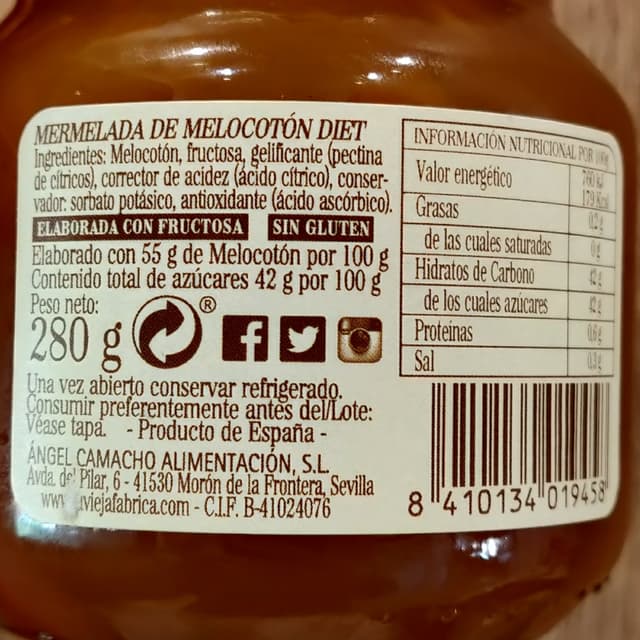 MERMELADA DE MELOCOTÓN DIET
Ingredientes: Melocotón, fructosa, gelificante (pectina
de cítricos), corrector de acidez (ácido cítrico), conser-
vador: sorbato potásico, antioxidante (ácido ascórbico).
ELABORADA CON FRUCTOSA SIN GLUTEN
Elaborado con 55 g de Melocotón por 100 g
Contenido total de azúcares 42 g por 100 g
Peso neto:
280 g
®
Una vez abierto conservar refrigerado.
Consumir preferentemente antes del/Lote:
Véase tapa. - Producto de España -
ÁNGEL CAMACHO ALIMENTACIÓN, S.L.
Avda. del Pilar, 6 - 41530 Morón de la Frontera, Sevilla
viejafabrica.com - C.I.F. B-41024076
INFORMACIÓN NUTRICIONAL POR 100g
Valor energético
Grasas
de las cuales saturadas 0 g
Hidratos de Carbono 42 g
de los cuales azúcares 42 g
Proteinas
Sal
8 410134 019458